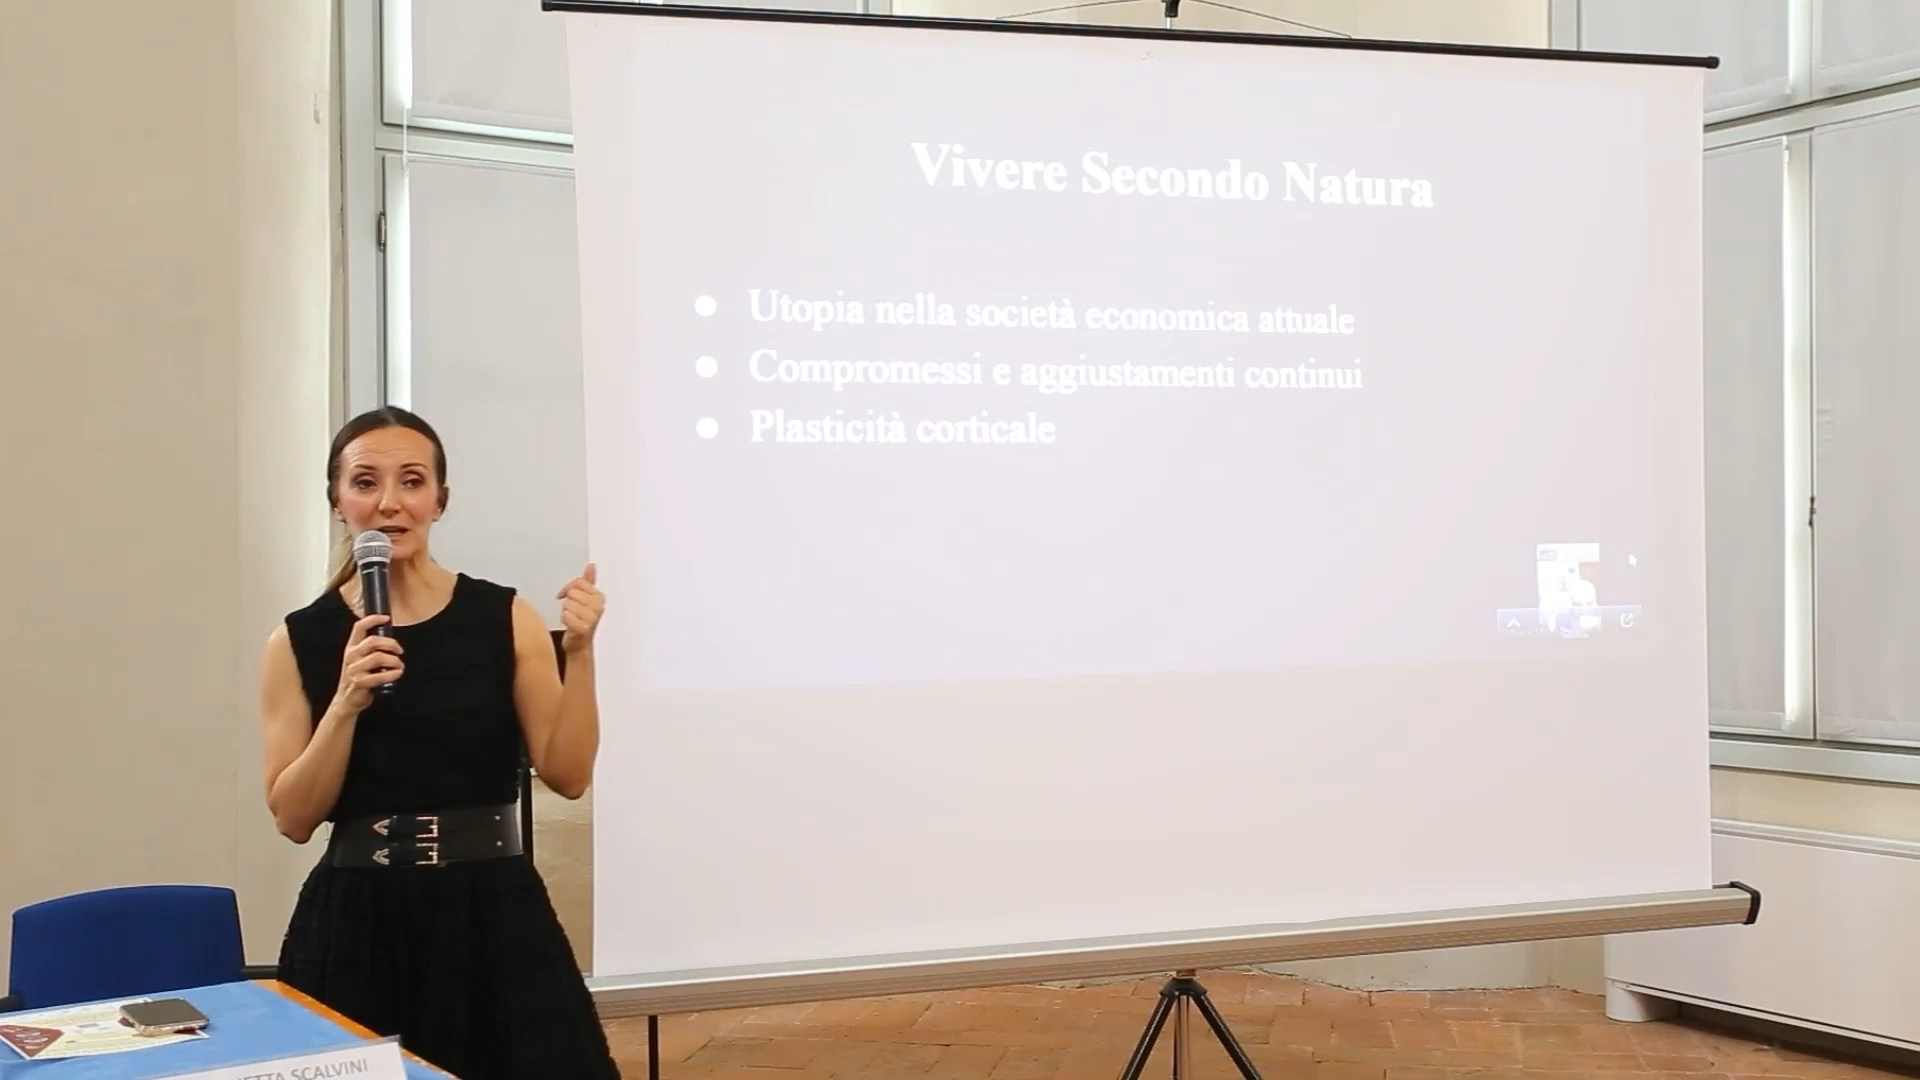 Vivere Secondo Natura
Utopia nella società economica attuale
Compromessi e aggiustamenti continui
Plasticità corticale
SCALVINI